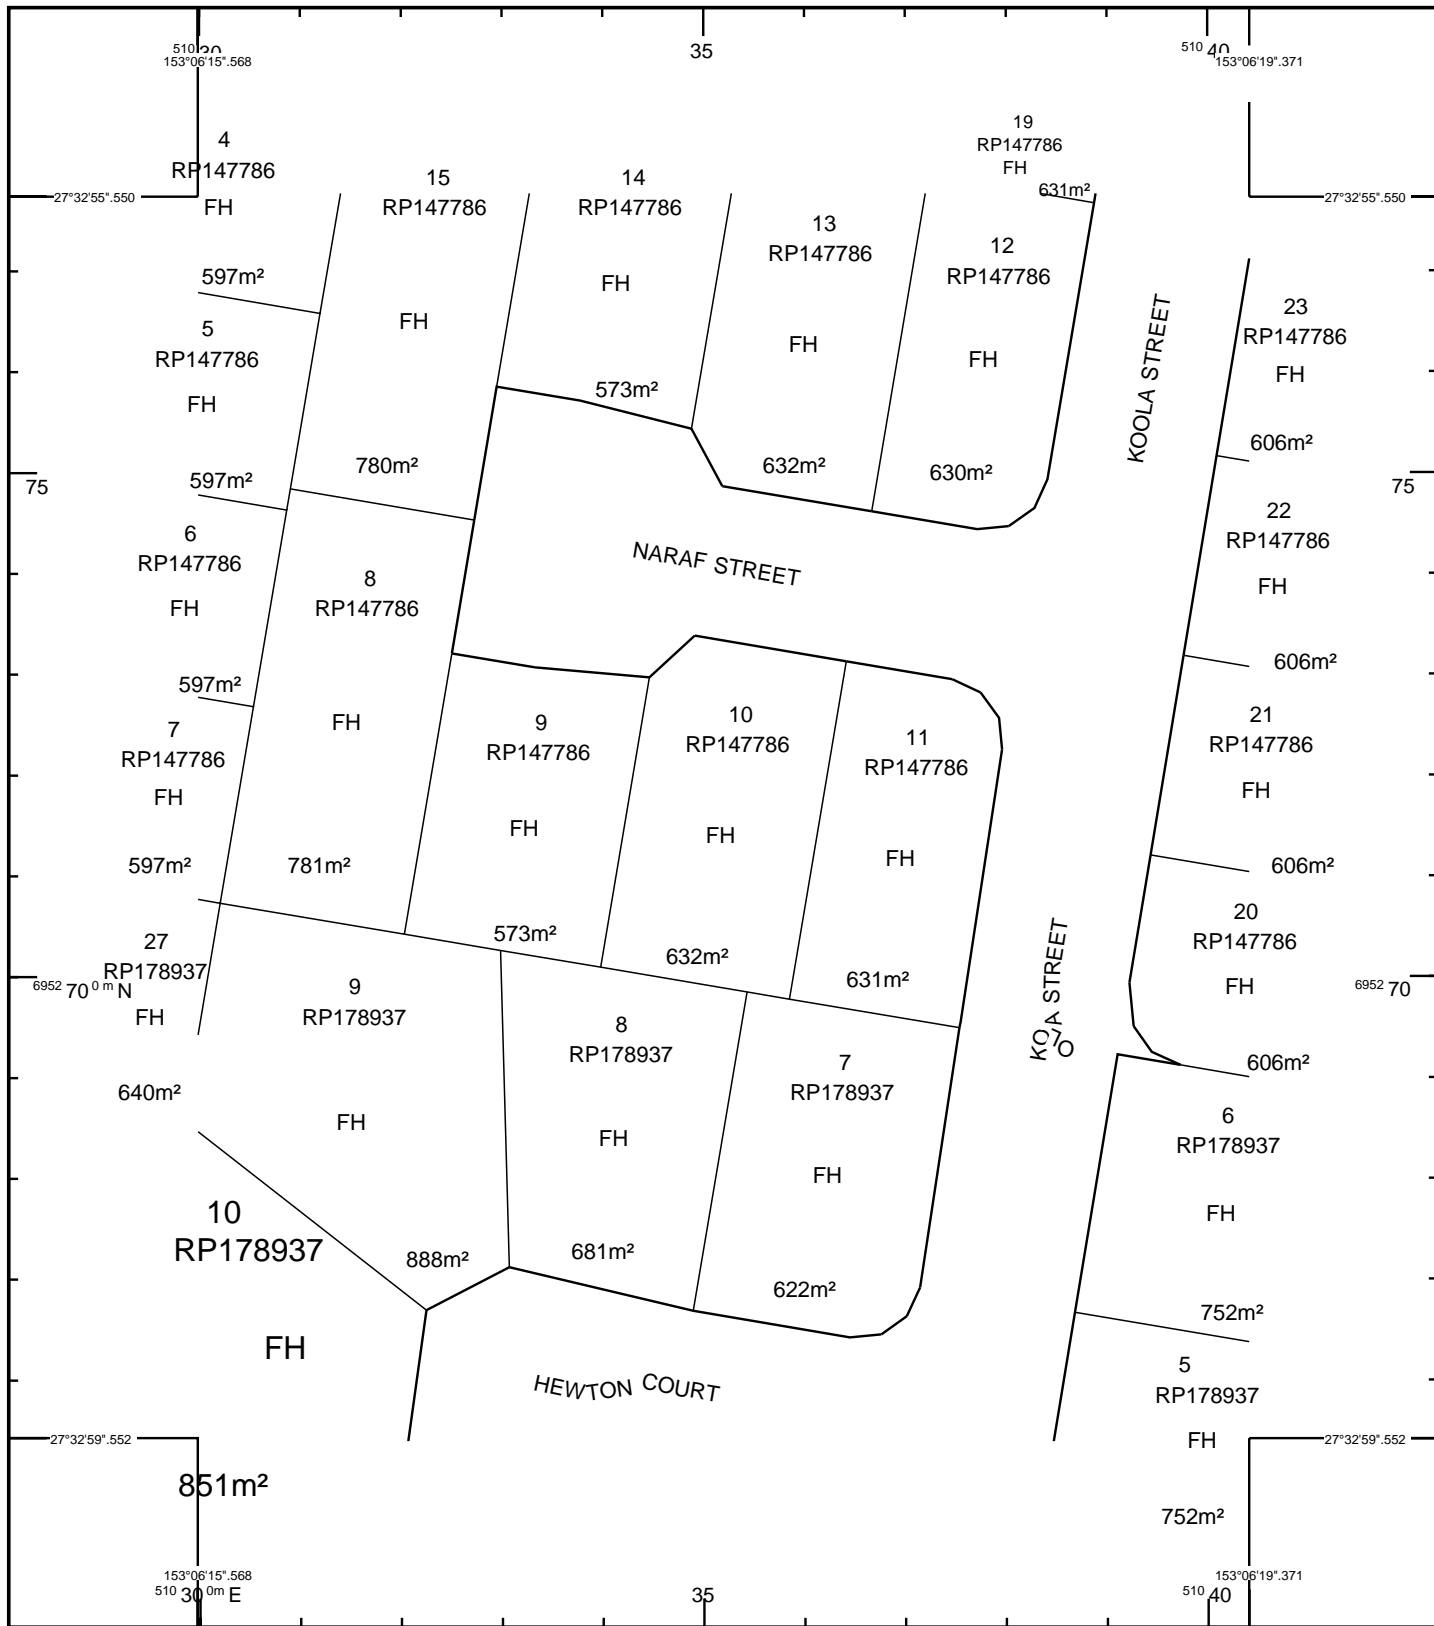 510 30
153°06'15".568
35
510 40
153°06'19".371
4
RP147786
FH
27°32'55".550
15
RP147786
FH
14
RP147786
FH
13
RP147786
FH
12
RP147786
FH
19
RP147786
FH
631m²
27°32'55".550
597m²
5
RP147786
FH
573m²
KOOLA STREET
23
RP147786
FH
606m²
75
597m²
780m²
632m²
630m²
75
6
RP147786
FH
8
RP147786
FH
NARAF STREET
22
RP147786
FH
606m²
597m²
7
RP147786
FH
9
RP147786
FH
10
RP147786
FH
11
RP147786
FH
21
RP147786
FH
597m²
781m²
606m²
27
RP178937
FH
6952 70 0 m N
573m²
632m²
631m²
20
RP147786
FH
6952 70
9
RP178937
FH
8
RP178937
FH
7
RP178937
FH
606m²
640m²
6
RP178937
FH
10
RP178937
FH
888m²
681m²
622m²
752m²
HEWTON COURT
5
RP178937
FH
27°32'59".552
27°32'59".552
851m²
752m²
153°06'15".568
510 30 0m E
35
153°06'19".371
510 40